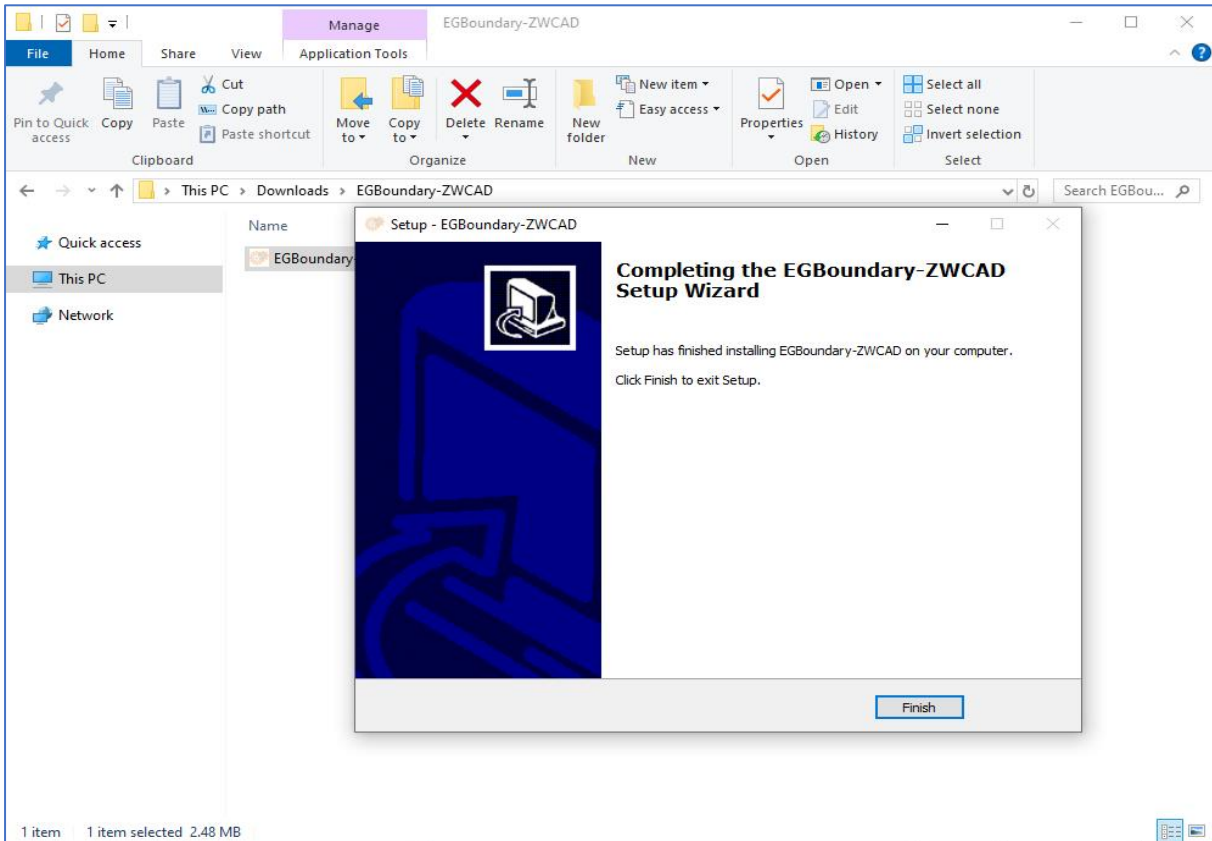 Manage
EGBoundary-ZWCAD
File
Home
Share
View
Application Tools
Pin to Quick access
Copy
Paste
Cut
Copy path
Paste shortcut
Move to
Copy to
Delete
Rename
New folder
New item
Easy access
Properties
Open
Edit
History
Select all
Select none
Invert selection
Clipboard
Organize
New
Open
Select
This PC > Downloads > EGBoundary-ZWCAD
Search EGBou...
Quick access
This PC
Network
Name
EGBoundary-
Setup - EGBoundary-ZWCAD
Completing the EGBoundary-ZWCAD
Setup Wizard
Setup has finished installing EGBoundary-ZWCAD on your computer.
Click Finish to exit Setup.
Finish
1 item
1 item selected 2.48 MB